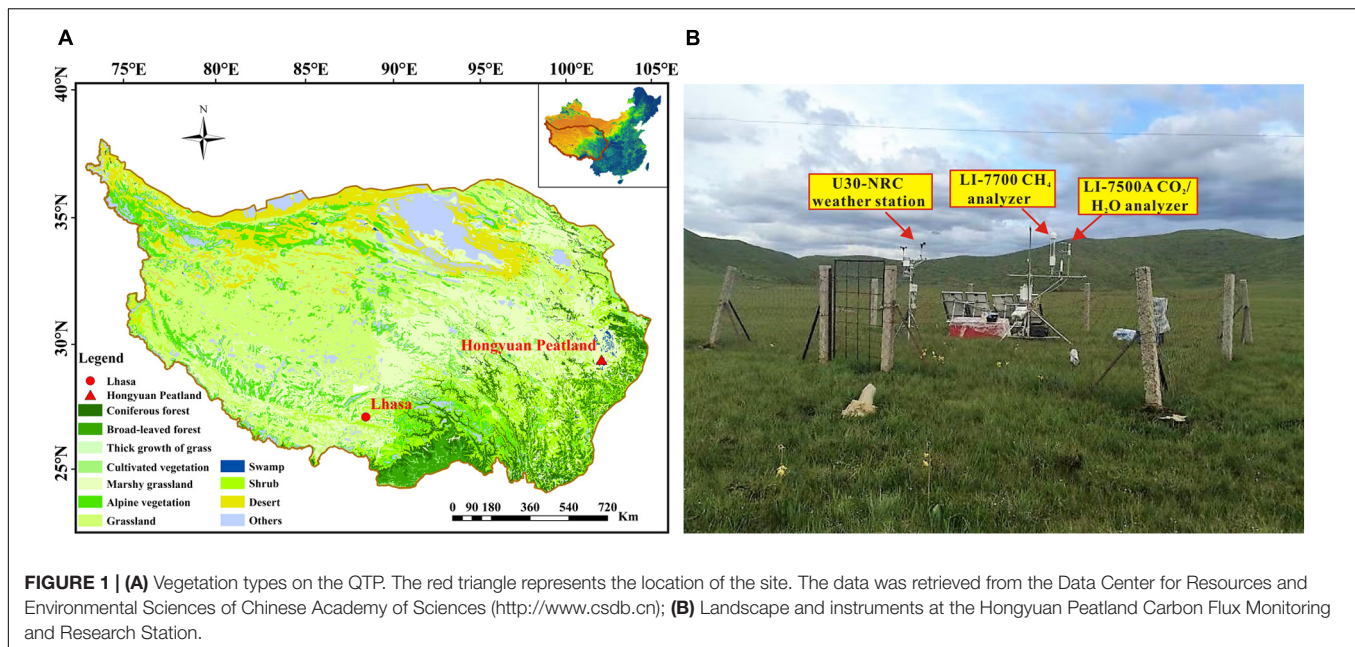 A
B
75°E 80°E 85°E 90°E 95°E 100°E 105°E
40°N
35°N
30°N
25°N
N
Hongyuan Peatland
Lhasa
Legend
Lhasa
Hongyuan Peatland
Coniferous forest
Broad-leaved forest
Thick growth of grass
Cultivated vegetation
Marshy grassland
Alpine vegetation
Grassland
Swamp
Shrub
Desert
Others
0 90 180 360 540 720
Km
U30-NRC
weather station
LI-7700 CH₄
analyzer
LI-7500A CO₂/
H₂O analyzer
FIGURE 1 | (A) Vegetation types on the QTP. The red triangle represents the location of the site. The data was retrieved from the Data Center for Resources and
Environmental Sciences of Chinese Academy of Sciences (http://www.csdb.cn); (B) Landscape and instruments at the Hongyuan Peatland Carbon Flux Monitoring
and Research Station.